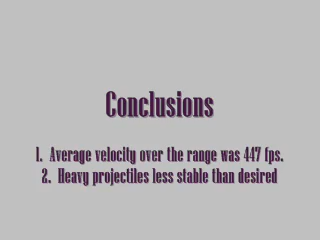 Conclusions
1. Average velocity over the range was 447 fps.
2. Heavy projectiles less stable than desired